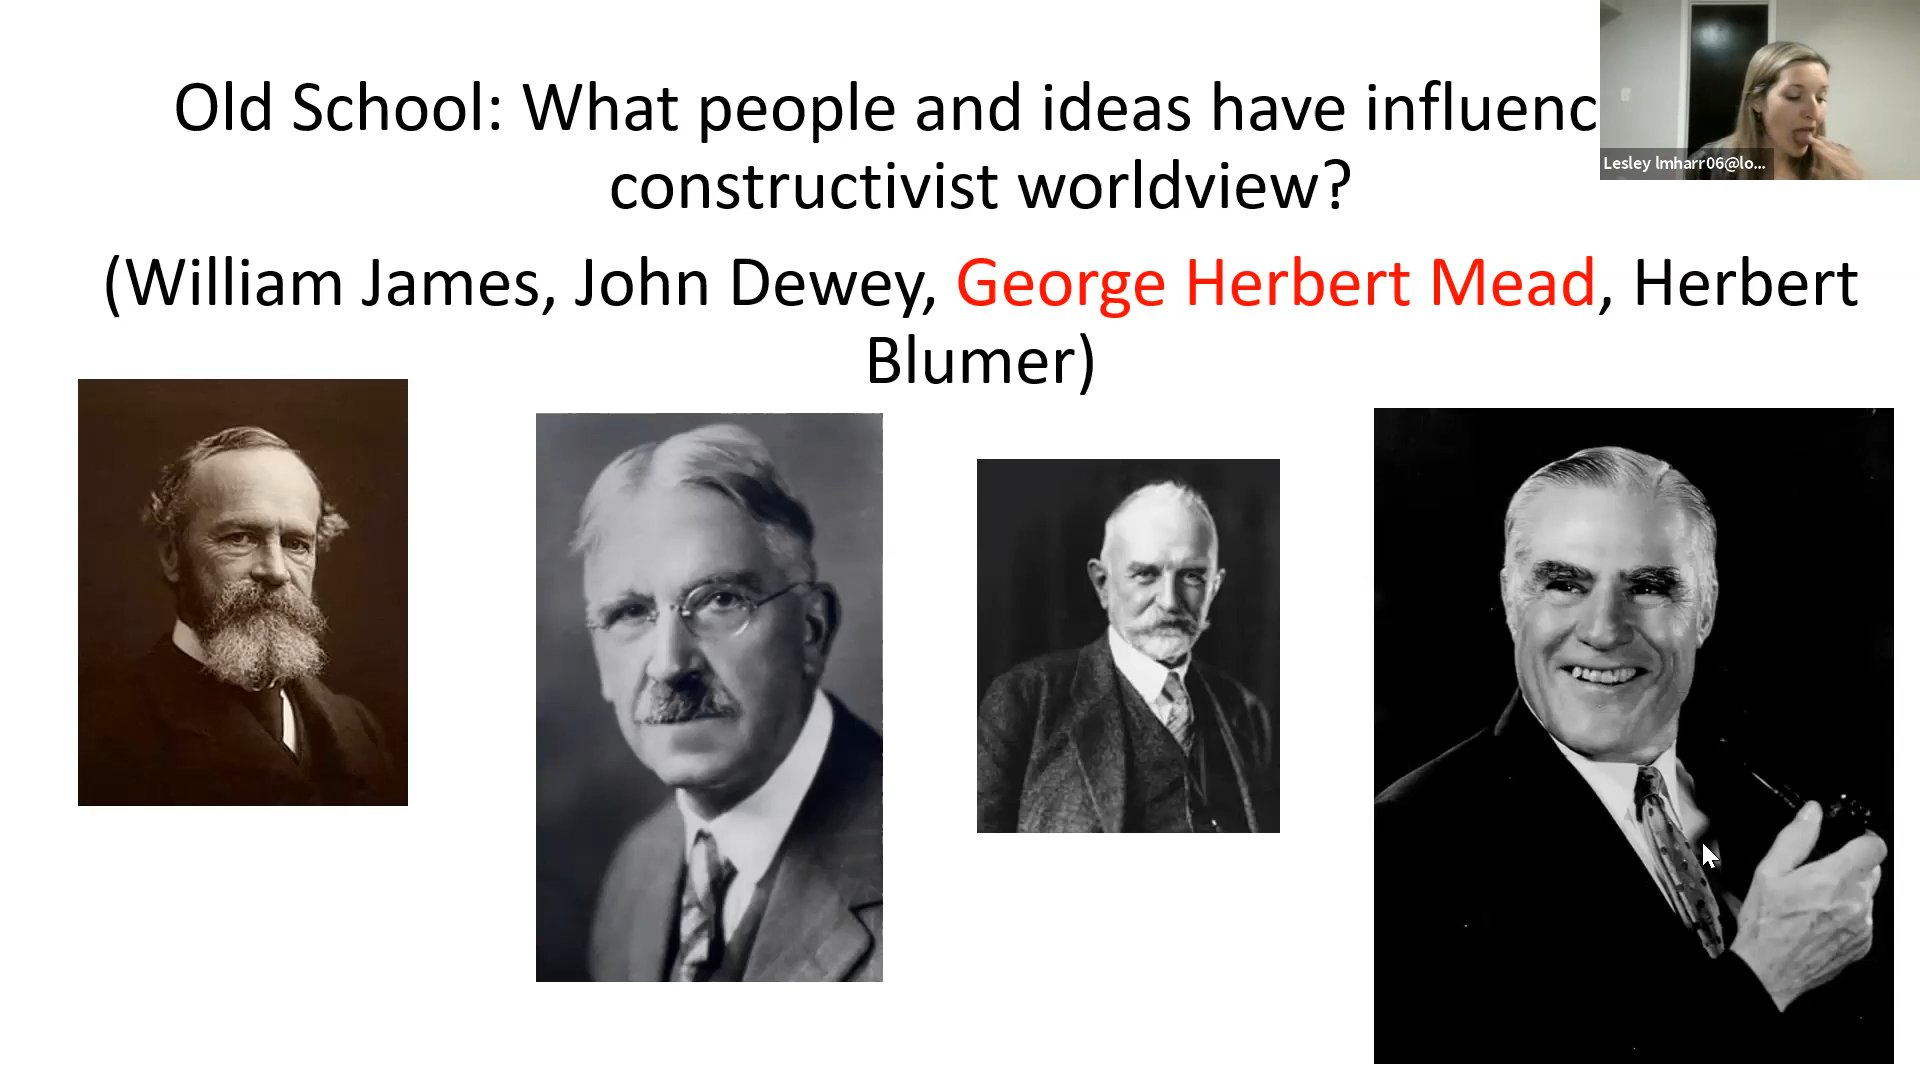 Old School: What people and ideas have influenc
constructivist worldview?
(William James, John Dewey, George Herbert Mead, Herbert
Blumer)
Lesley lmharr06@lo...